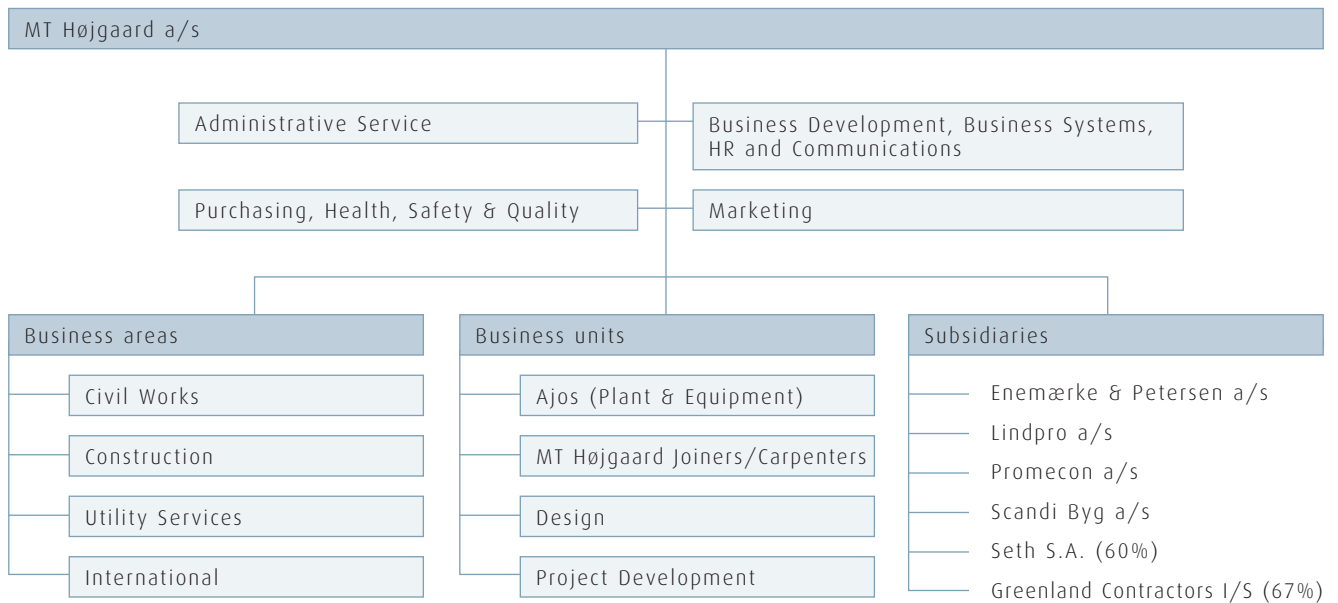 MT Højgaard a/s
Administrative Service
Business Development, Business Systems,
HR and Communications
Purchasing, Health, Safety & Quality
Marketing
Business areas
Civil Works
Construction
Utility Services
International
Business units
Ajos (Plant & Equipment)
MT Højgaard Joiners/Carpenters
Design
Project Development
Subsidiaries
Enemærke & Petersen a/s
Lindpro a/s
Promecon a/s
Scandi Byg a/s
Seth S.A. (60%)
Greenland Contractors I/S (67%)